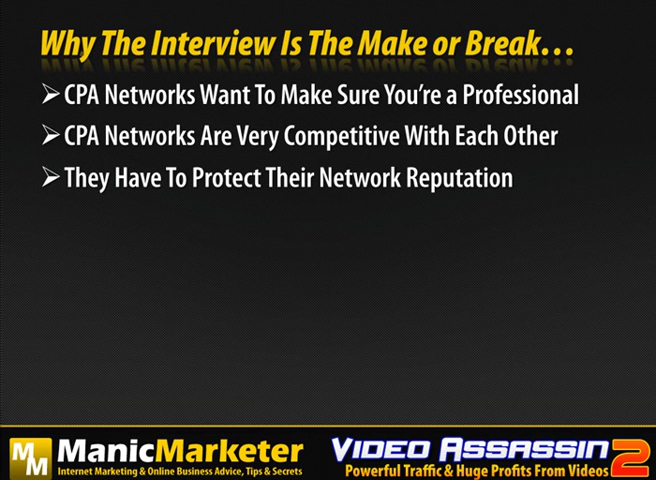 Why The Interview Is The Make or Break...
CPA Networks Want To Make Sure You're a Professional
CPA Networks Are Very Competitive With Each Other
They Have To Protect Their Network Reputation
MM ManicMarketer
Internet Marketing & Online Business Advice, Tips & Secrets
VIDEO ASSASSIN 2
Powerful Traffic & Huge Profits From Videos